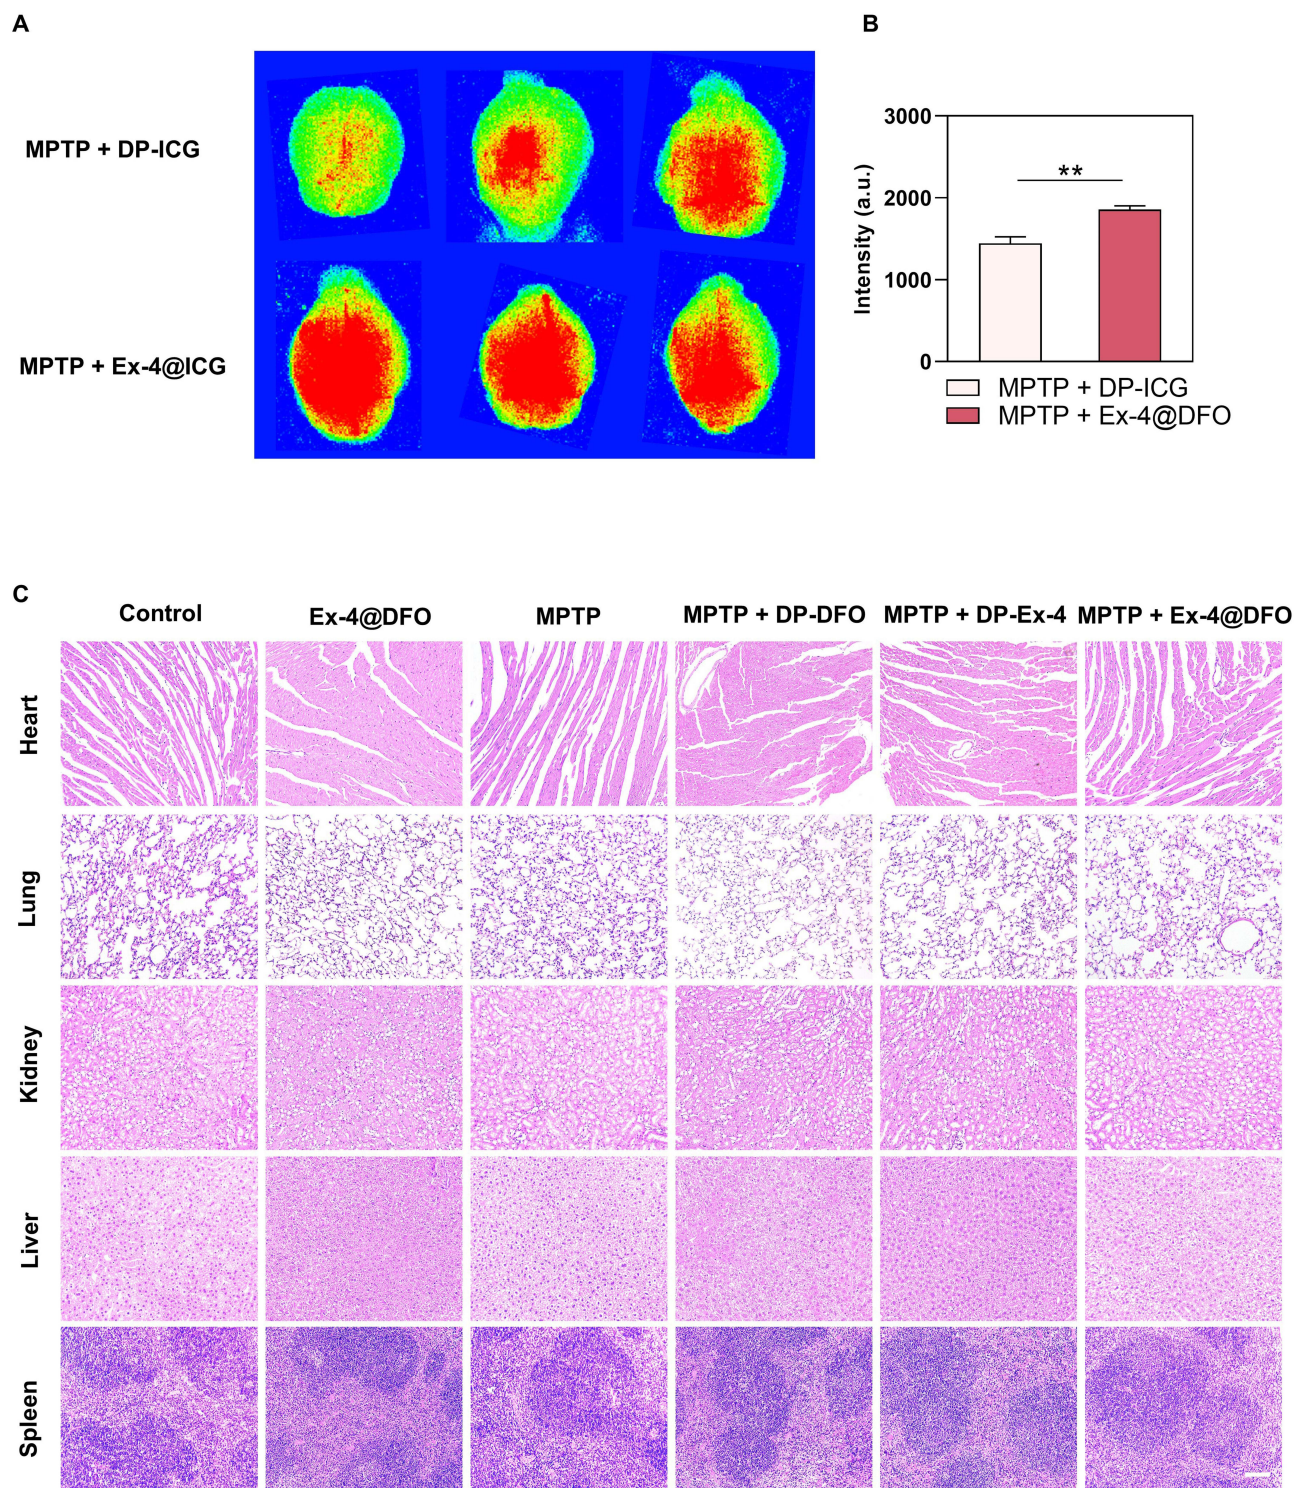 A
B
MPTP + DP-ICG
MPTP + Ex-4@ICG
Intensity (a.u.)
3000
2000
1000
0
**
MPTP + DP-ICG
MPTP + Ex-4@DFO
C
Control
Ex-4@DFO
MPTP
MPTP + DP-DFO
MPTP + DP-Ex-4
MPTP + Ex-4@DFO
Heart
Lung
Kidney
Liver
Spleen